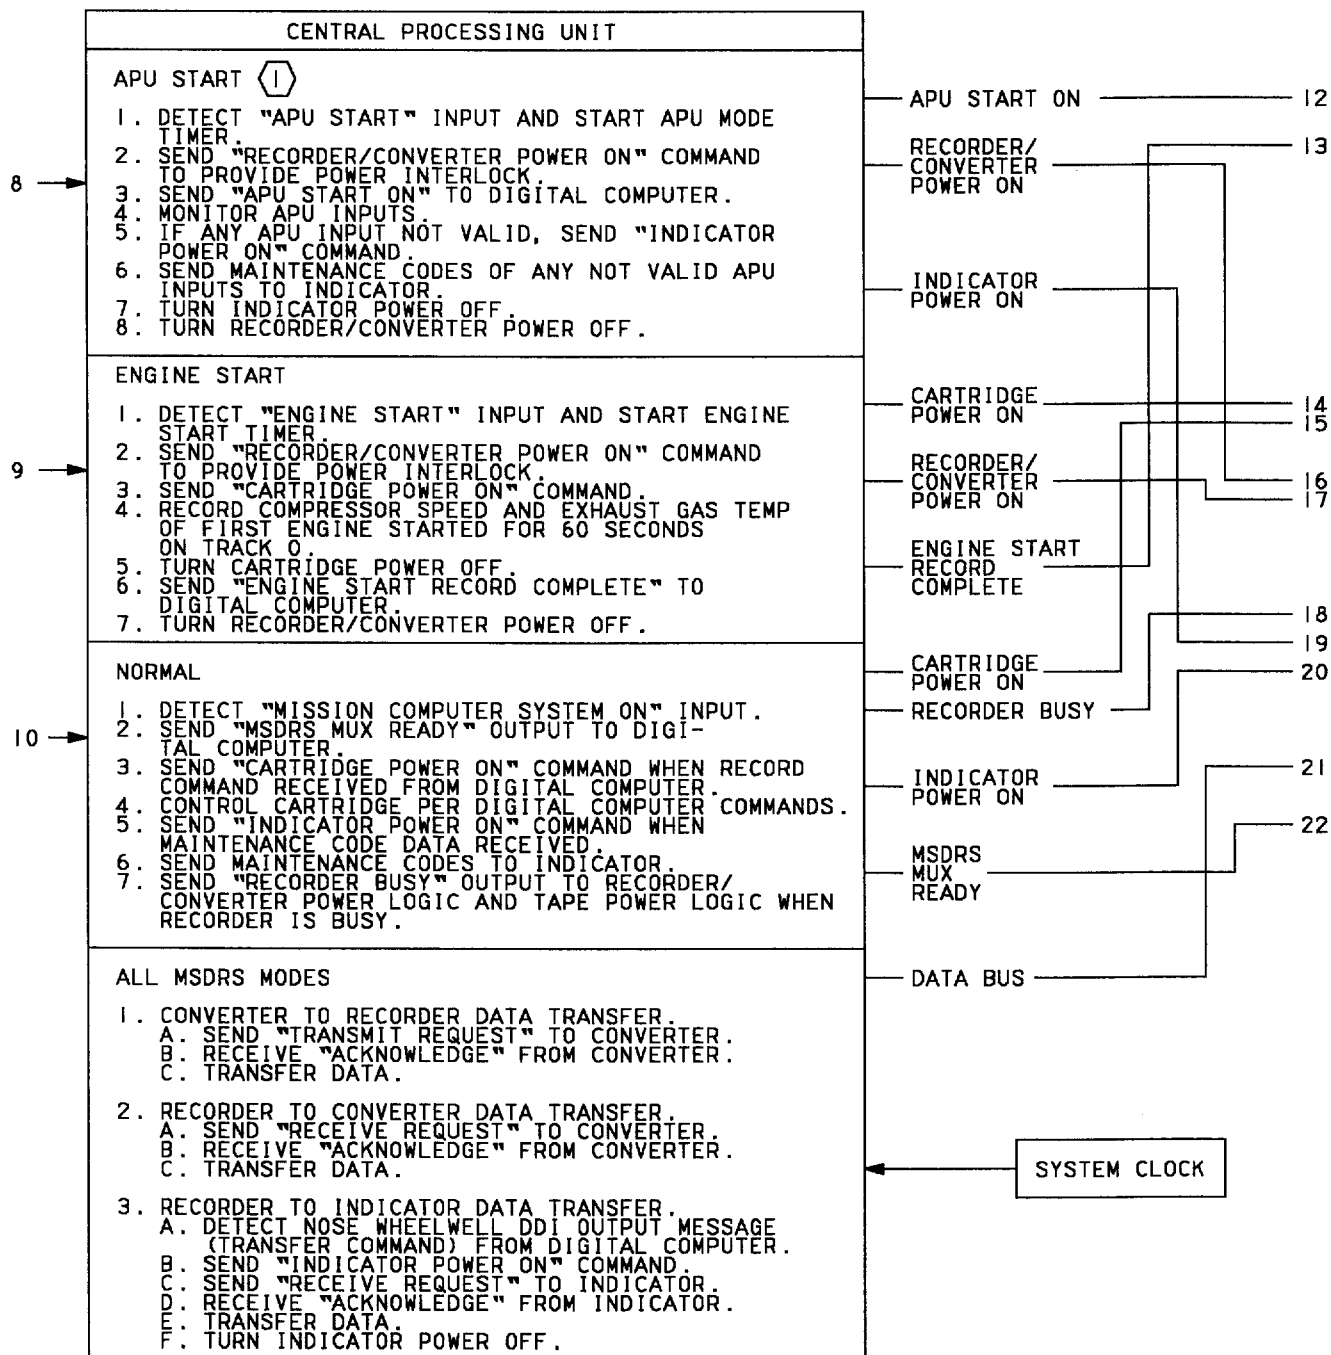 CENTRAL PROCESSING UNIT
APU START 1
1. DETECT "APU START" INPUT AND START APU MODE
TIMER.
2. SEND "RECORDER/CONVERTER POWER ON" COMMAND
TO PROVIDE POWER INTERLOCK.
3. SEND "APU START ON" TO DIGITAL COMPUTER.
4. MONITOR APU INPUTS.
5. IF ANY APU INPUT NOT VALID, SEND "INDICATOR
POWER ON" COMMAND.
6. SEND MAINTENANCE CODES OF ANY NOT VALID APU
INPUTS TO INDICATOR.
7. TURN INDICATOR POWER OFF.
8. TURN RECORDER/CONVERTER POWER OFF.
8
ENGINE START
1. DETECT "ENGINE START" INPUT AND START ENGINE
START TIMER.
2. SEND "RECORDER/CONVERTER POWER ON" COMMAND
TO PROVIDE POWER INTERLOCK.
3. SEND "CARTRIDGE POWER ON" COMMAND.
4. RECORD COMPRESSOR SPEED AND EXHAUST GAS TEMP
OF FIRST ENGINE STARTED FOR 60 SECONDS
ON TRACK 0.
5. TURN CARTRIDGE POWER OFF.
6. SEND "ENGINE START RECORD COMPLETE" TO
DIGITAL COMPUTER.
7. TURN RECORDER/CONVERTER POWER OFF.
9
NORMAL
1. DETECT "MISSION COMPUTER SYSTEM ON" INPUT.
2. SEND "MSDRS MUX READY" OUTPUT TO DIGI-
TAL COMPUTER.
3. SEND "CARTRIDGE POWER ON" COMMAND WHEN RECORD
COMMAND RECEIVED FROM DIGITAL COMPUTER.
4. CONTROL CARTRIDGE PER DIGITAL COMPUTER COMMANDS.
5. SEND "INDICATOR POWER ON" COMMAND WHEN
MAINTENANCE CODE DATA RECEIVED.
6. SEND MAINTENANCE CODES TO INDICATOR.
7. SEND "RECORDER BUSY" OUTPUT TO RECORDER/
CONVERTER POWER LOGIC AND TAPE POWER LOGIC WHEN
RECORDER IS BUSY.
10
ALL MSDRS MODES
1. CONVERTER TO RECORDER DATA TRANSFER.
A. SEND "TRANSMIT REQUEST" TO CONVERTER.
B. RECEIVE "ACKNOWLEDGE" FROM CONVERTER.
C. TRANSFER DATA.
2. RECORDER TO CONVERTER DATA TRANSFER.
A. SEND "RECEIVE REQUEST" TO CONVERTER.
B. RECEIVE "ACKNOWLEDGE" FROM CONVERTER.
C. TRANSFER DATA.
3. RECORDER TO INDICATOR DATA TRANSFER.
A. DETECT NOSE WHEELWELL DDI OUTPUT MESSAGE
(TRANSFER COMMAND) FROM DIGITAL COMPUTER.
B. SEND "INDICATOR POWER ON" COMMAND.
C. SEND "RECEIVE REQUEST" TO INDICATOR.
D. RECEIVE "ACKNOWLEDGE" FROM INDICATOR.
E. TRANSFER DATA.
F. TURN INDICATOR POWER OFF.
APU START ON
RECORDER/
CONVERTER
POWER ON
INDICATOR
POWER ON
CARTRIDGE
POWER ON
RECORDER/
CONVERTER
POWER ON
ENGINE START
RECORD
COMPLETE
CARTRIDGE
POWER ON
RECORDER BUSY
INDICATOR
POWER ON
MSDRS
MUX
READY
DATA BUS
SYSTEM CLOCK
12
13
14
15
16
17
18
19
20
21
22